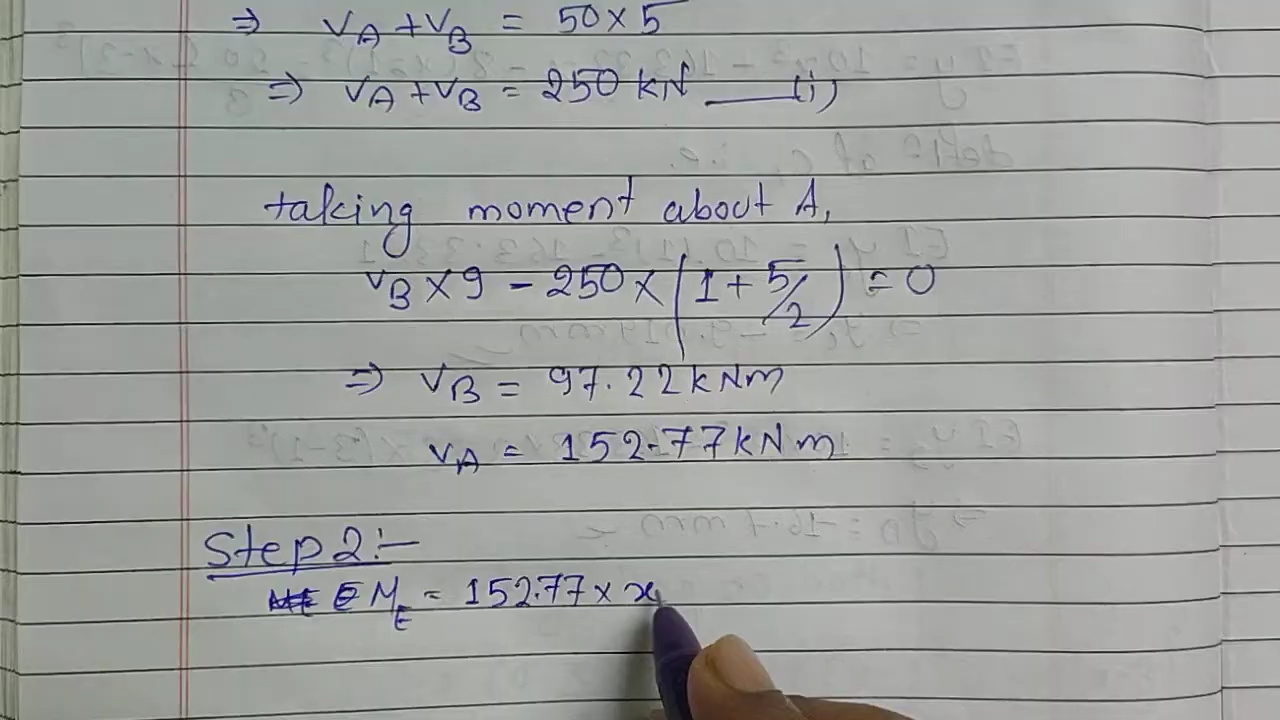 ⇒ VA + VB = 50 × 5
⇒ VA + VB = 250 kN —— (i)
taking moment about A,
VB × 9 - 250 × (1 + 5/2) = 0
⇒ VB = 97.22 kNm
VA = 152.77 kNm
Step 2:-
ME = 152.77 × x